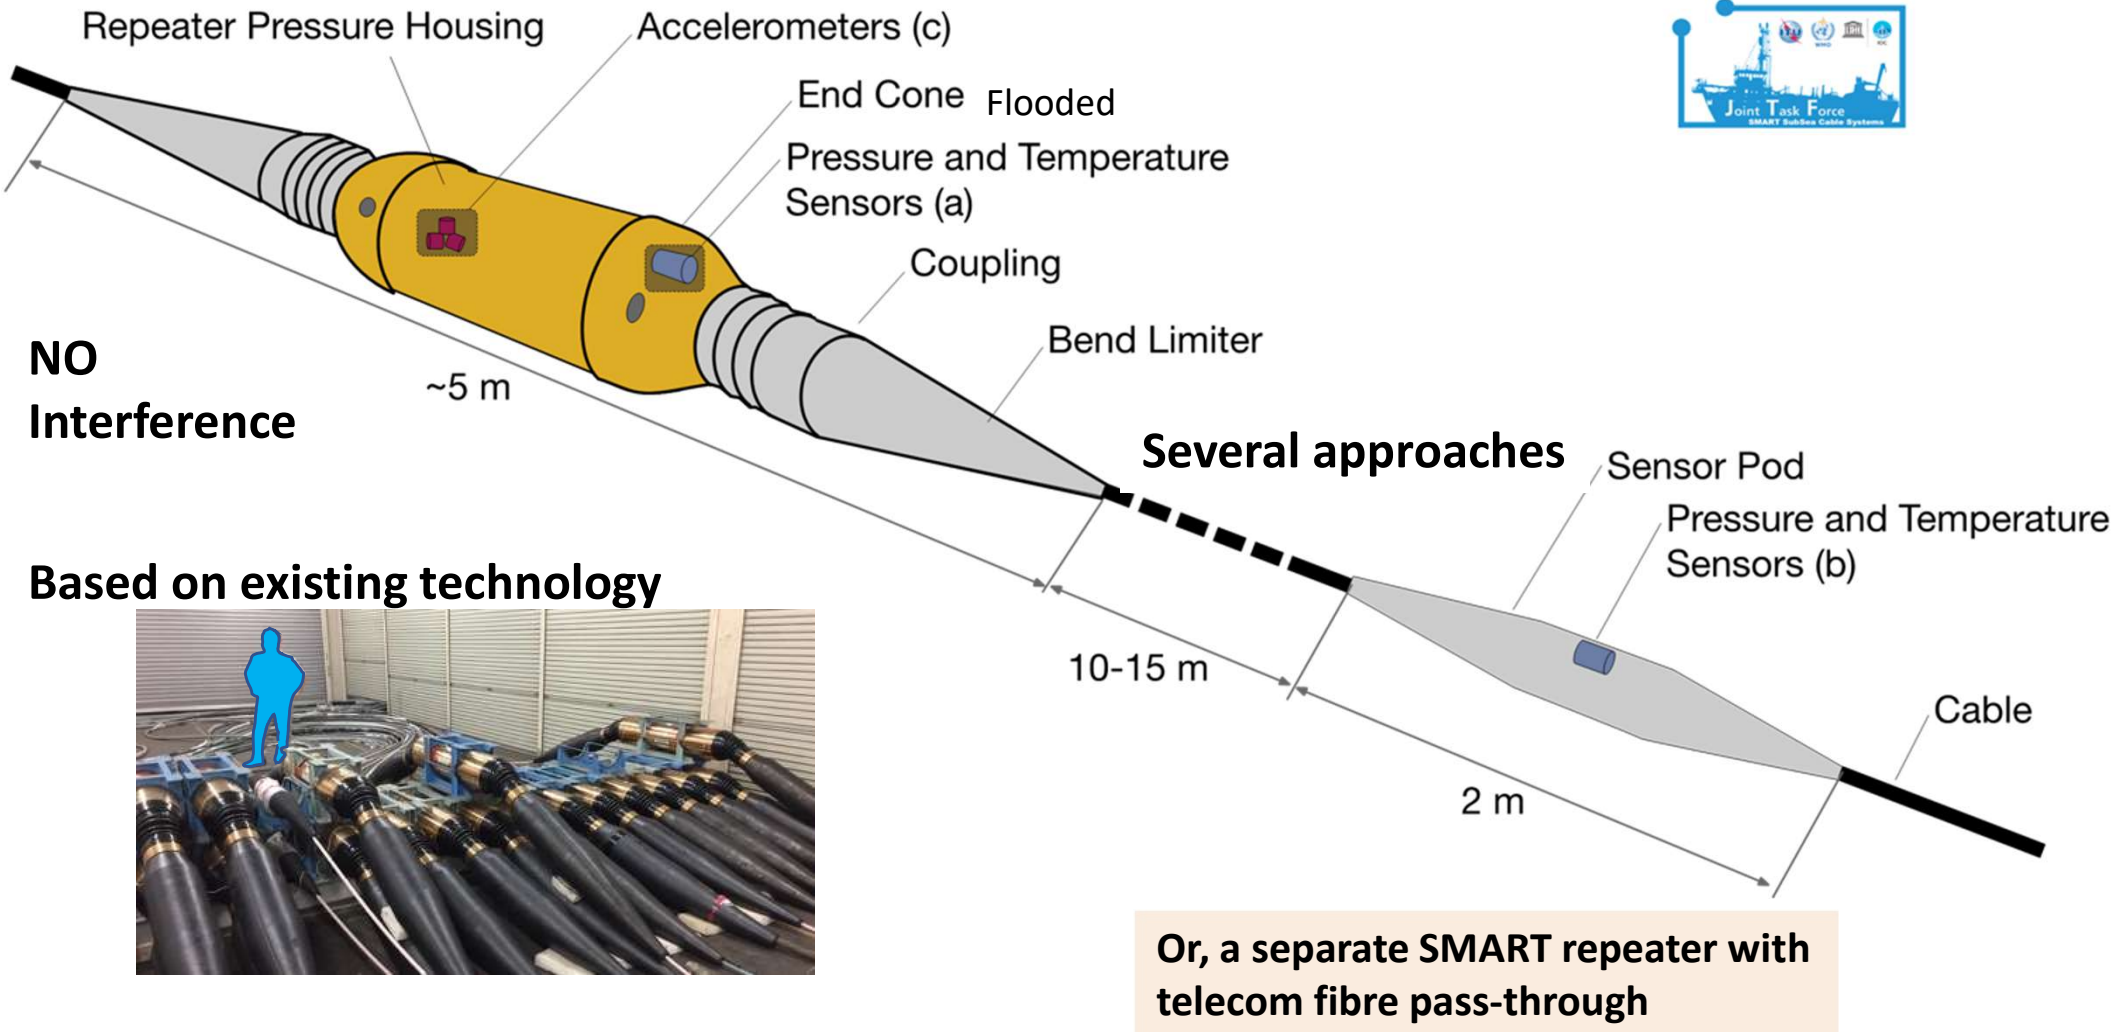 Repeater Pressure Housing
Accelerometers (c)
End Cone Flooded
Pressure and Temperature
Sensors (a)
Coupling
Bend Limiter
NO
Interference
~5 m
Several approaches
Sensor Pod
Pressure and Temperature
Sensors (b)
Based on existing technology
10-15 m
Cable
2 m
Or, a separate SMART repeater with
telecom fibre pass-through
WMO
IOC
Joint Task Force
SMART SubSea Cable Systems